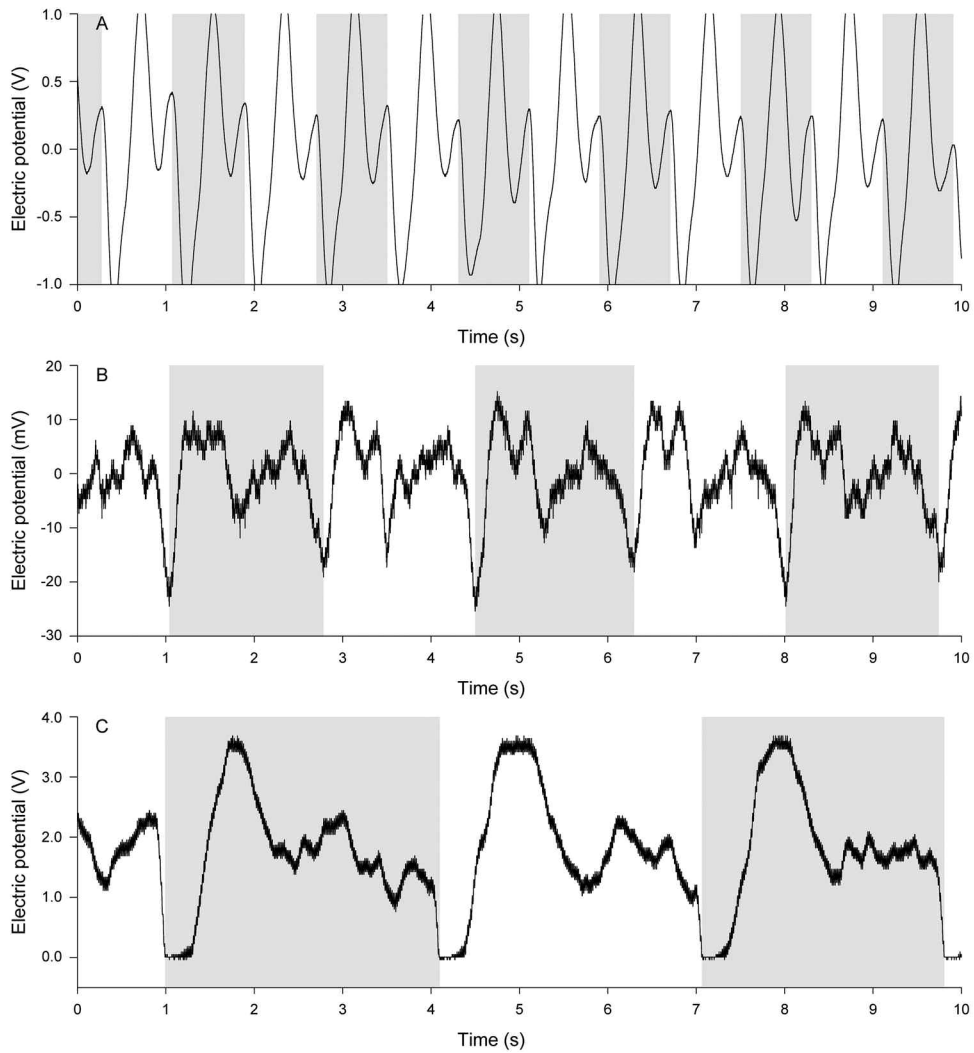 A
Electric potential (V)
1.0
0.5
0.0
-0.5
-1.0
0 1 2 3 4 5 6 7 8 9 10
Time (s)
B
Electric potential (mV)
20
10
0
-10
-20
-30
0 1 2 3 4 5 6 7 8 9 10
Time (s)
C
Electric potential (V)
4.0
3.0
2.0
1.0
0.0
0 1 2 3 4 5 6 7 8 9 10
Time (s)